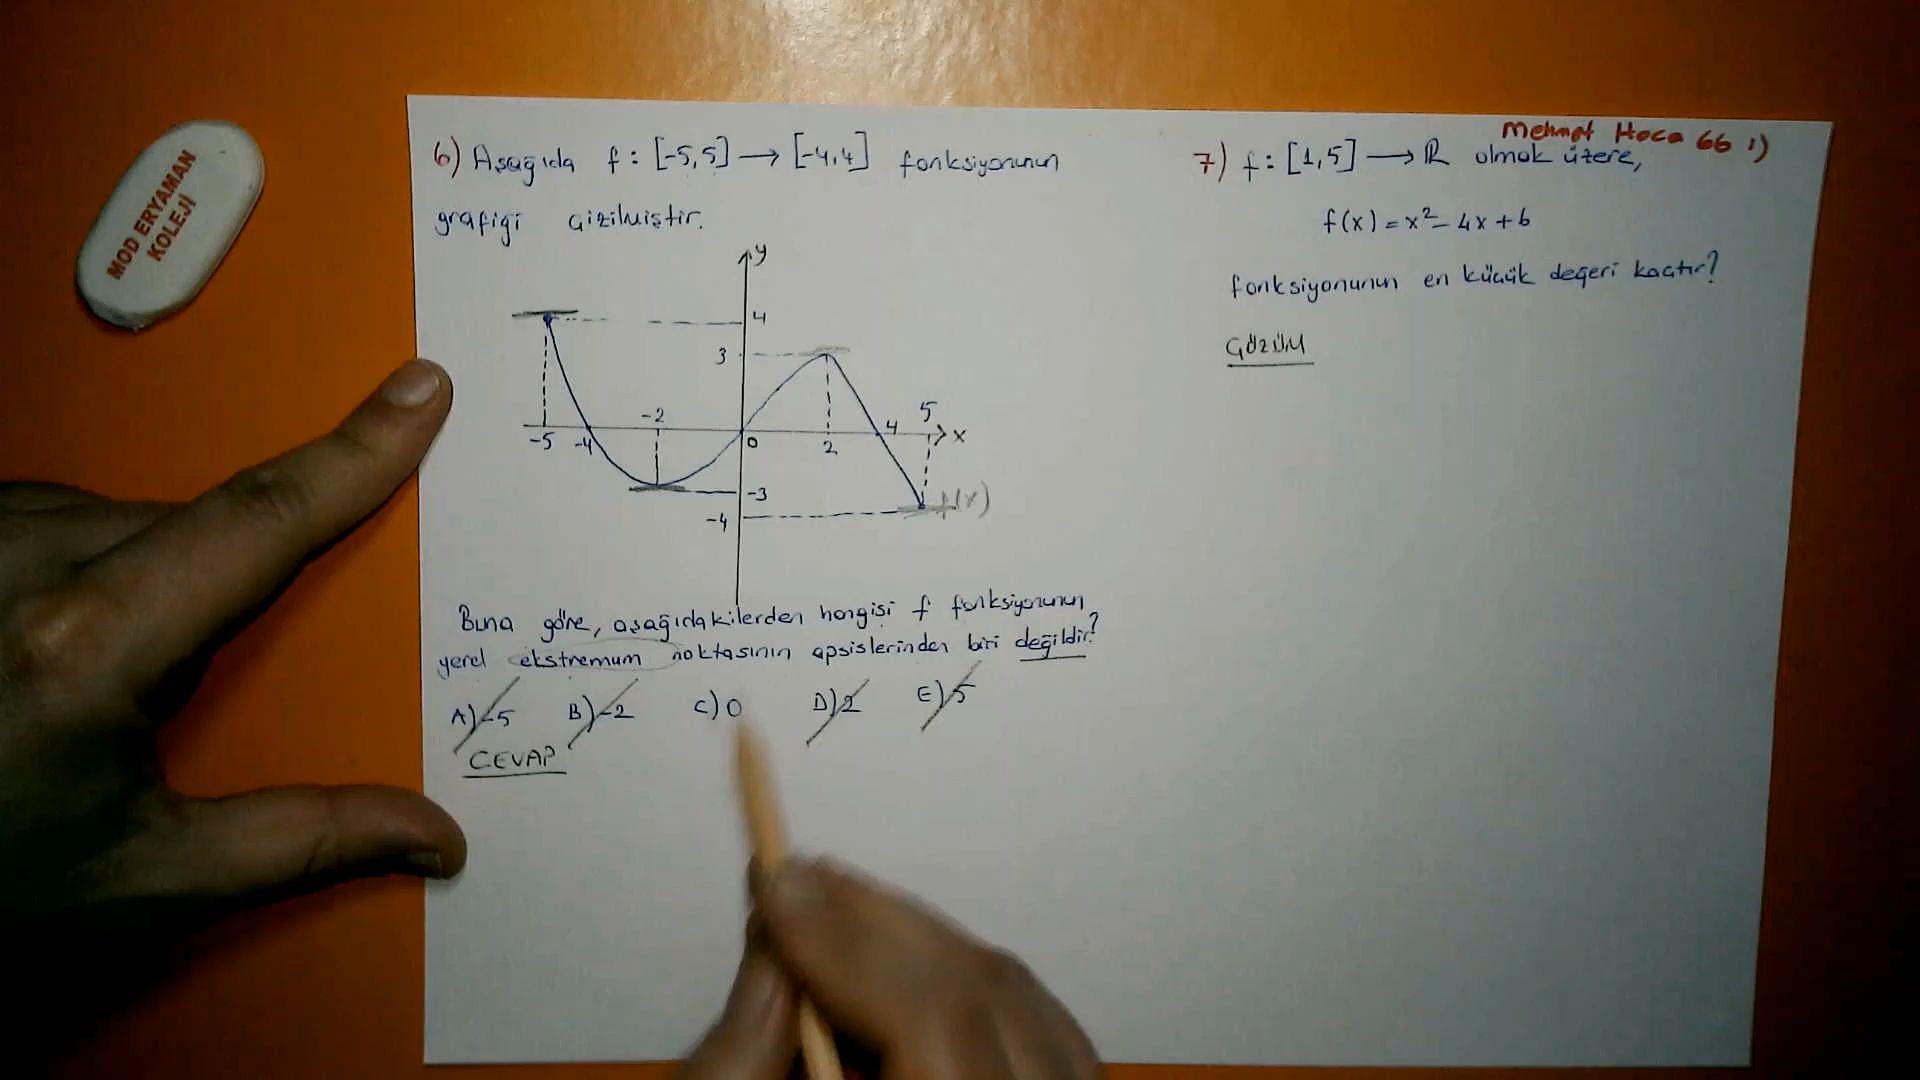 MOD ERYAMAN
KOLEJİ
6) Aşağıda f : [-5,5] → [-4,4] fonksiyonunun
grafiği çizilmiştir.
y
4
3
-2
5
-5
-4
0
2
4
x
-3
-4
f(x)
Buna göre, aşağıdakilerden hangisi f fonksiyonunun
yerel ekstremum noktasının apsislerinden biri değildir?
A) -5 B) -2 C) 0 D) 2 E) 5
CEVAP
Mehmet Hoca 66 :)
7) f : [1,5] → ℝ olmak üzere,
f(x) = x² - 4x + 6
fonksiyonunun en küçük değeri kaçtır?
ÇÖZÜM